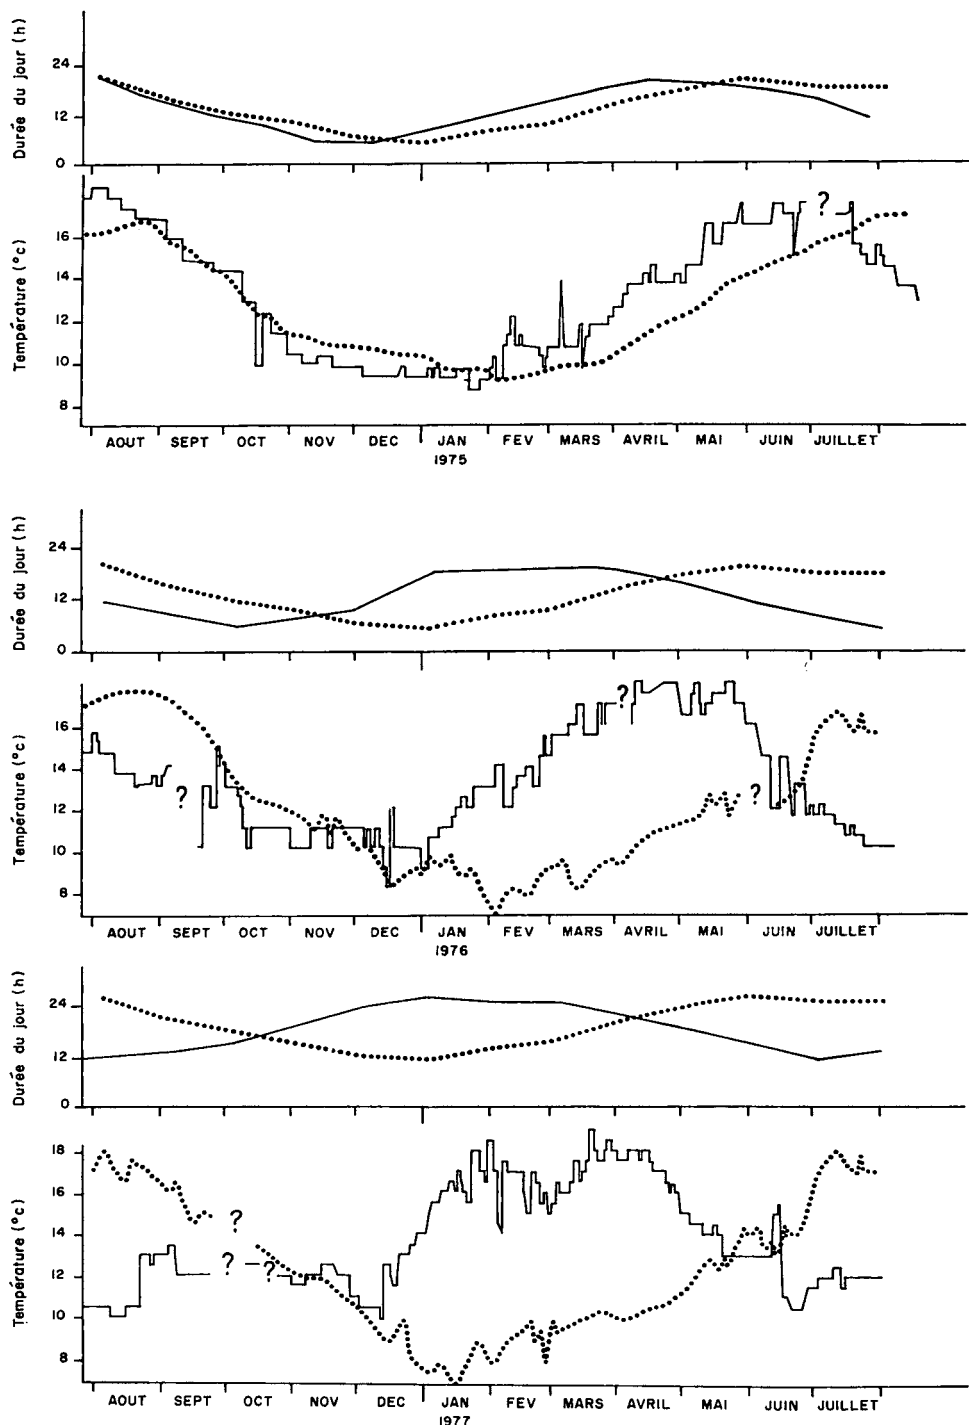 Durée du jour (h)
24
12
0
Température (°c)
16
14
12
10
8
?
AOUT SEPT OCT NOV DEC JAN FEV MARS AVRIL MAI JUIN JUILLET
1975
Durée du jour (h)
24
12
0
Température (°c)
16
14
12
10
8
? ? ?
AOUT SEPT OCT NOV DEC JAN FEV MARS AVRIL MAI JUIN JUILLET
1976
Durée du jour (h)
24
12
0
Température (°c)
18
16
14
12
10
8
?
? – ?
AOUT SEPT OCT NOV DEC JAN FEV MARS AVRIL MAI JUIN JUILLET
1977